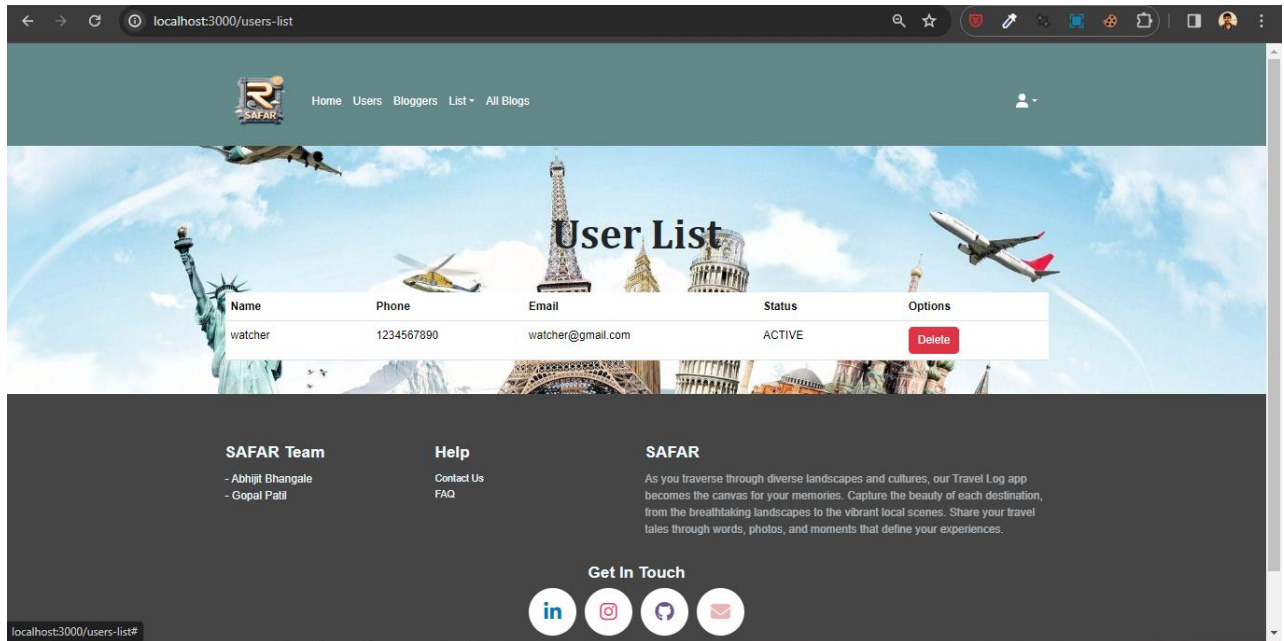 localhost:3000/users-list
SAFAR
Home Users Bloggers List All Blogs
User List
Name Phone Email Status Options
watcher 1234567890 watcher@gmail.com ACTIVE Delete
SAFAR Team
- Abhijit Bhangale
- Gopal Patil
Help
Contact Us
FAQ
SAFAR
As you traverse through diverse landscapes and cultures, our Travel Log app
becomes the canvas for your memories. Capture the beauty of each destination,
from the breathtaking landscapes to the vibrant local scenes. Share your travel
tales through words, photos, and moments that define your experiences.
Get In Touch
in
localhost:3000/users-list#